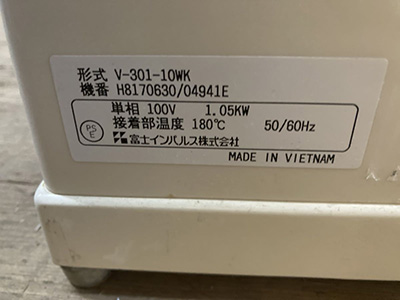 形式 V-301-10WK
機番 H8170630/04941E
単相 100V 1.05KW
接着部温度 180℃ 50/60Hz
PS
E
富士インパルス株式会社
MADE IN VIETNAM